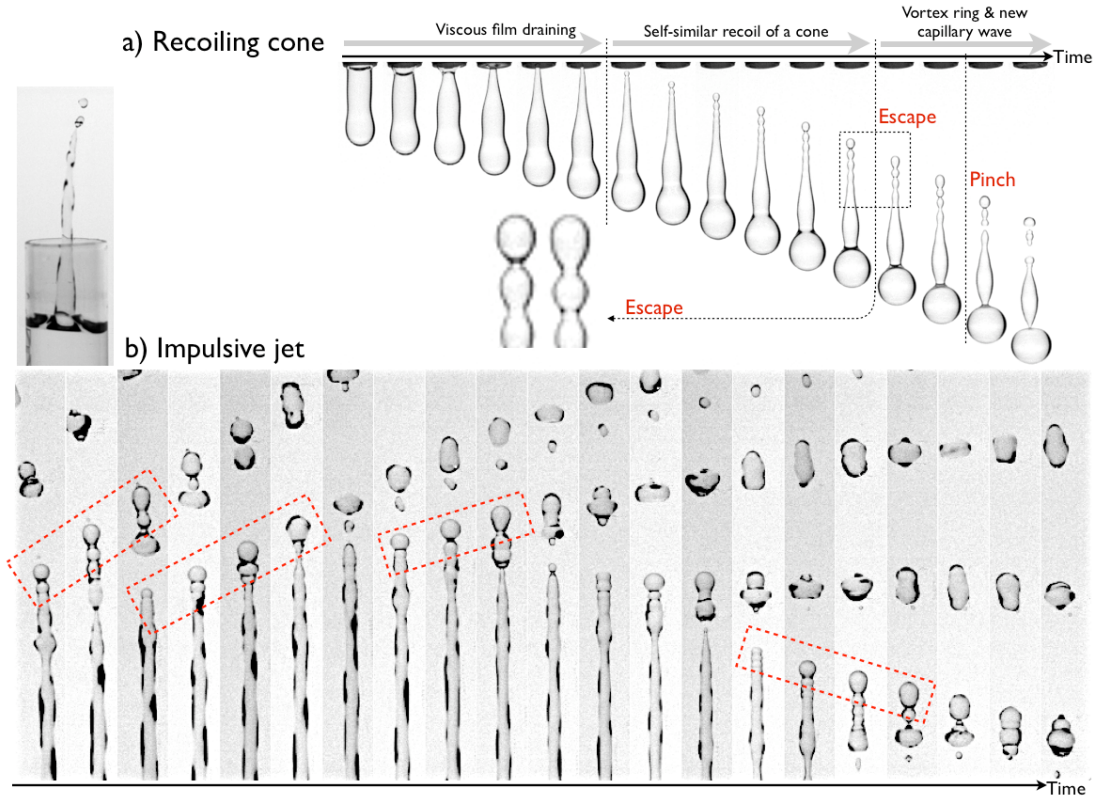 Vortex ring & new
capillary wave
Viscous film draining
Self-similar recoil of a cone
a) Recoiling cone
Time
Escape
Pinch
Escape
b) Impulsive jet
Time